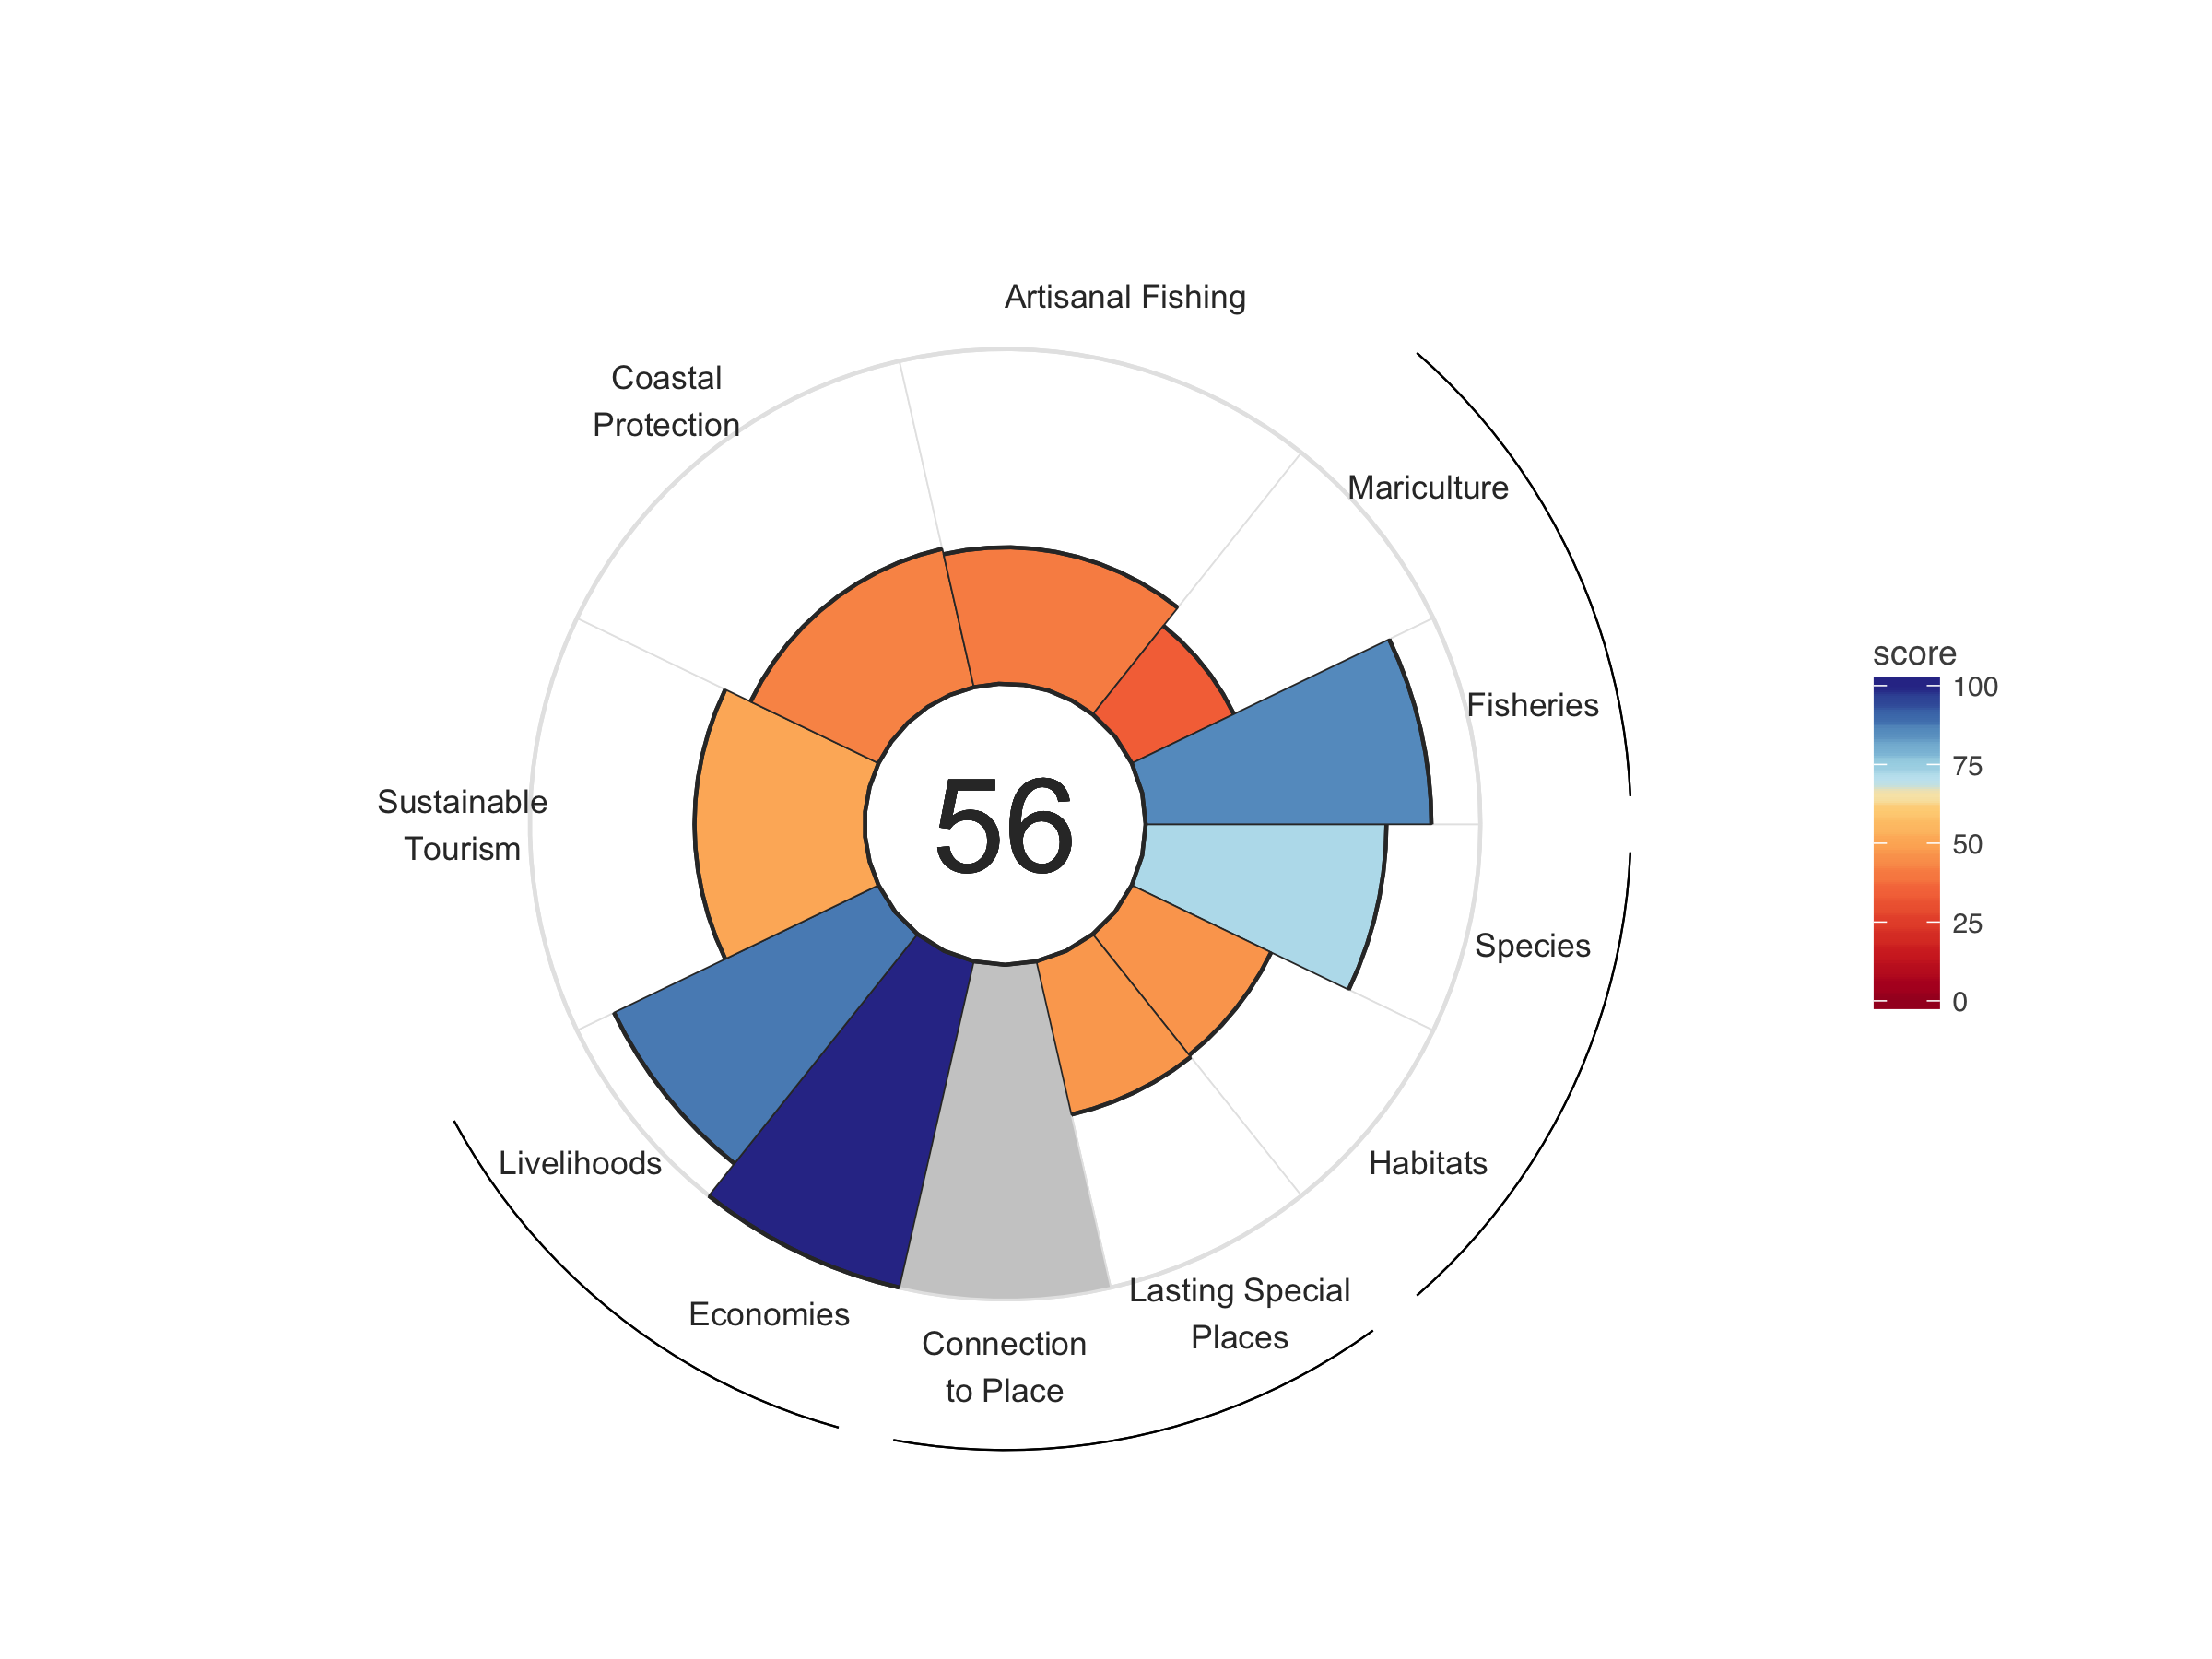 Artisanal Fishing
Coastal
Protection
Mariculture
Fisheries
Sustainable
Tourism
56
Species
Livelihoods
Habitats
Economies
Lasting Special
Places
Connection
to Place
score
100
75
50
25
0